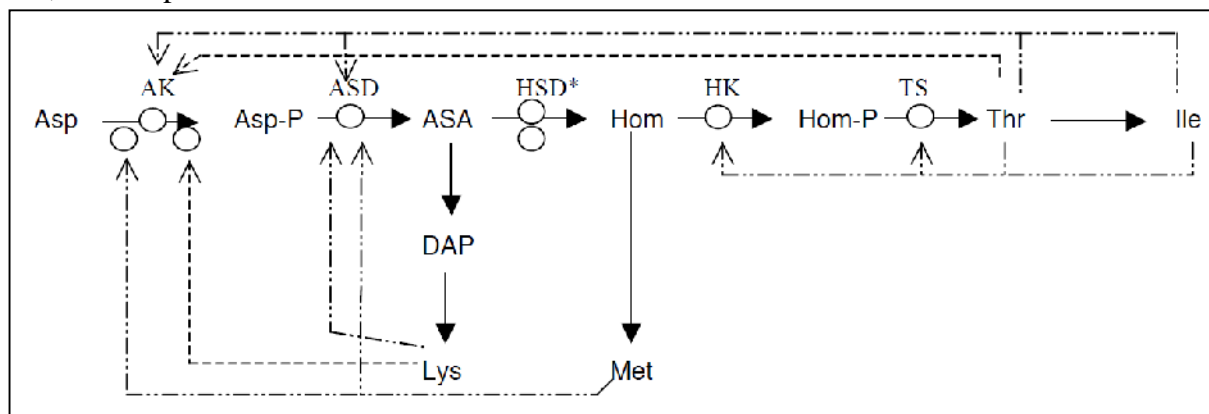 AK ASD HSD* HK TS
Asp Asp-P ASA Hom Hom-P Thr Ile
DAP
Lys Met